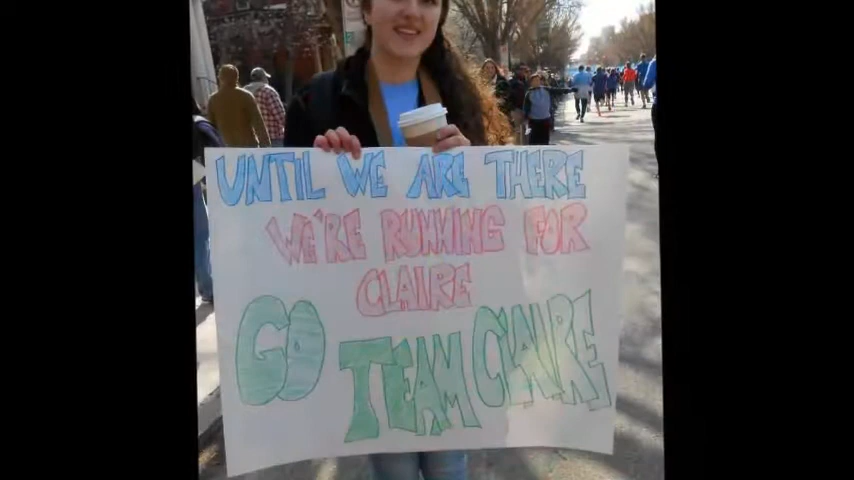 UNTIL WE ARE THERE
WE'RE RUNNING FOR
CLAIRE
GO TEAM CLAIRE